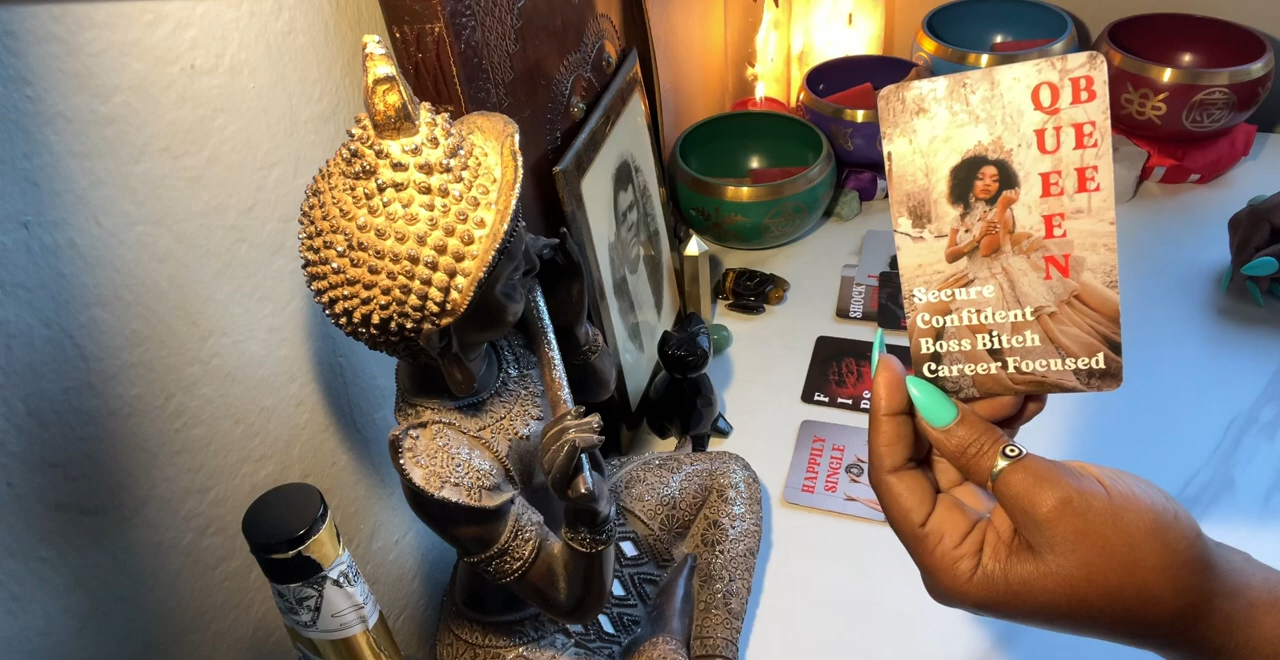 QUEEN
BEE
Secure
Confident
Boss Bitch
Career Focused
SHOCK
F
I
HAPPILY
SINGLE